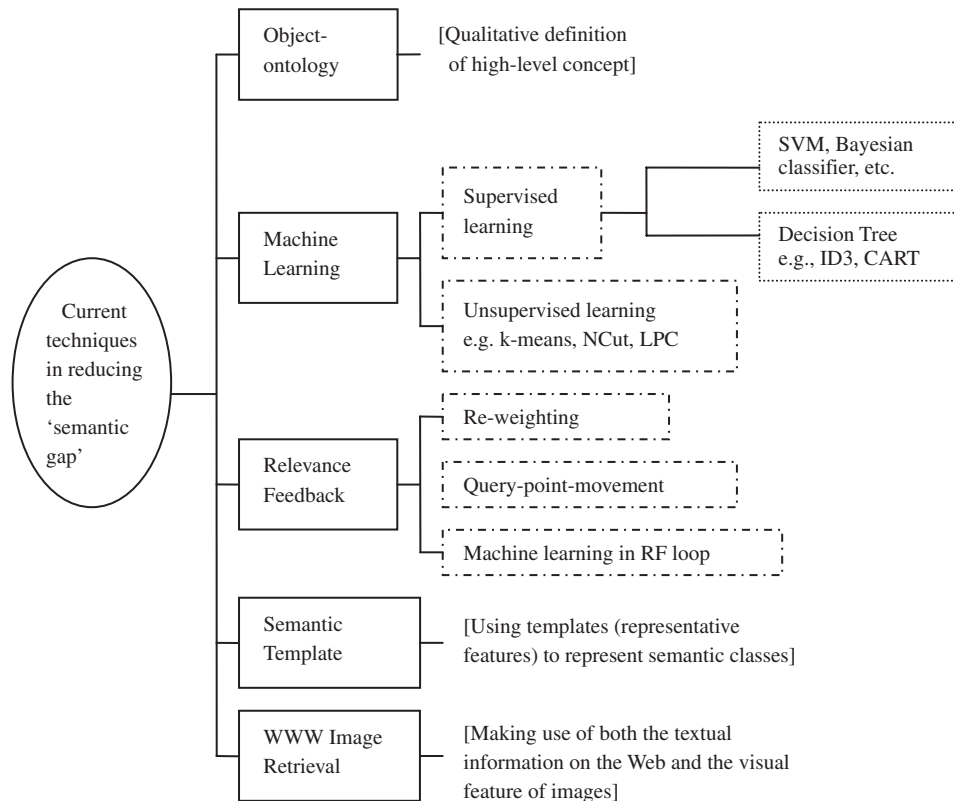 Current
techniques
in reducing
the
‘semantic
gap’
Object-
ontology
[Qualitative definition
of high-level concept]
Machine
Learning
Supervised
learning
SVM, Bayesian
classifier, etc.
Decision Tree
e.g., ID3, CART
Unsupervised learning
e.g. k-means, NCut, LPC
Relevance
Feedback
Re-weighting
Query-point-movement
Machine learning in RF loop
Semantic
Template
[Using templates (representative
features) to represent semantic classes]
WWW Image
Retrieval
[Making use of both the textual
information on the Web and the visual
feature of images]